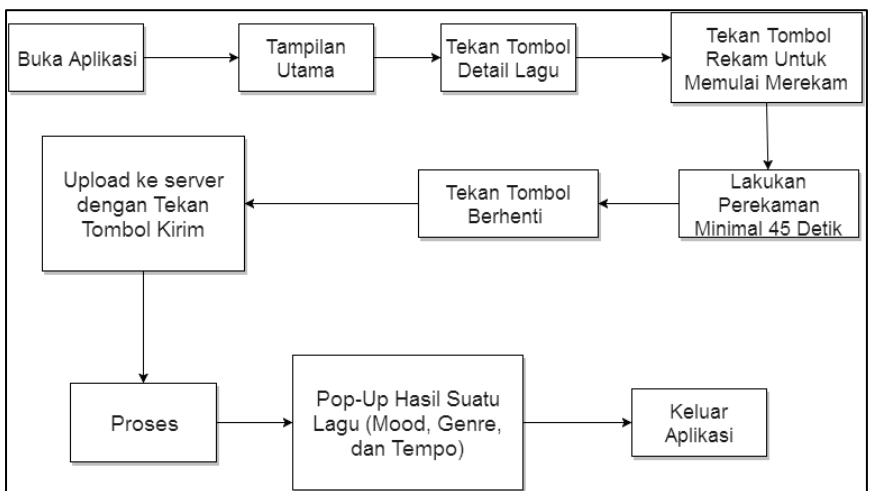 Buka Aplikasi
Tampilan
Utama
Tekan Tombol
Detail Lagu
Tekan Tombol
Rekam Untuk
Memulai Merekam
Lakukan
Perekaman
Minimal 45 Detik
Tekan Tombol
Berhenti
Upload ke server
dengan Tekan
Tombol Kirim
Proses
Pop-Up Hasil Suatu
Lagu (Mood, Genre,
dan Tempo)
Keluar
Aplikasi